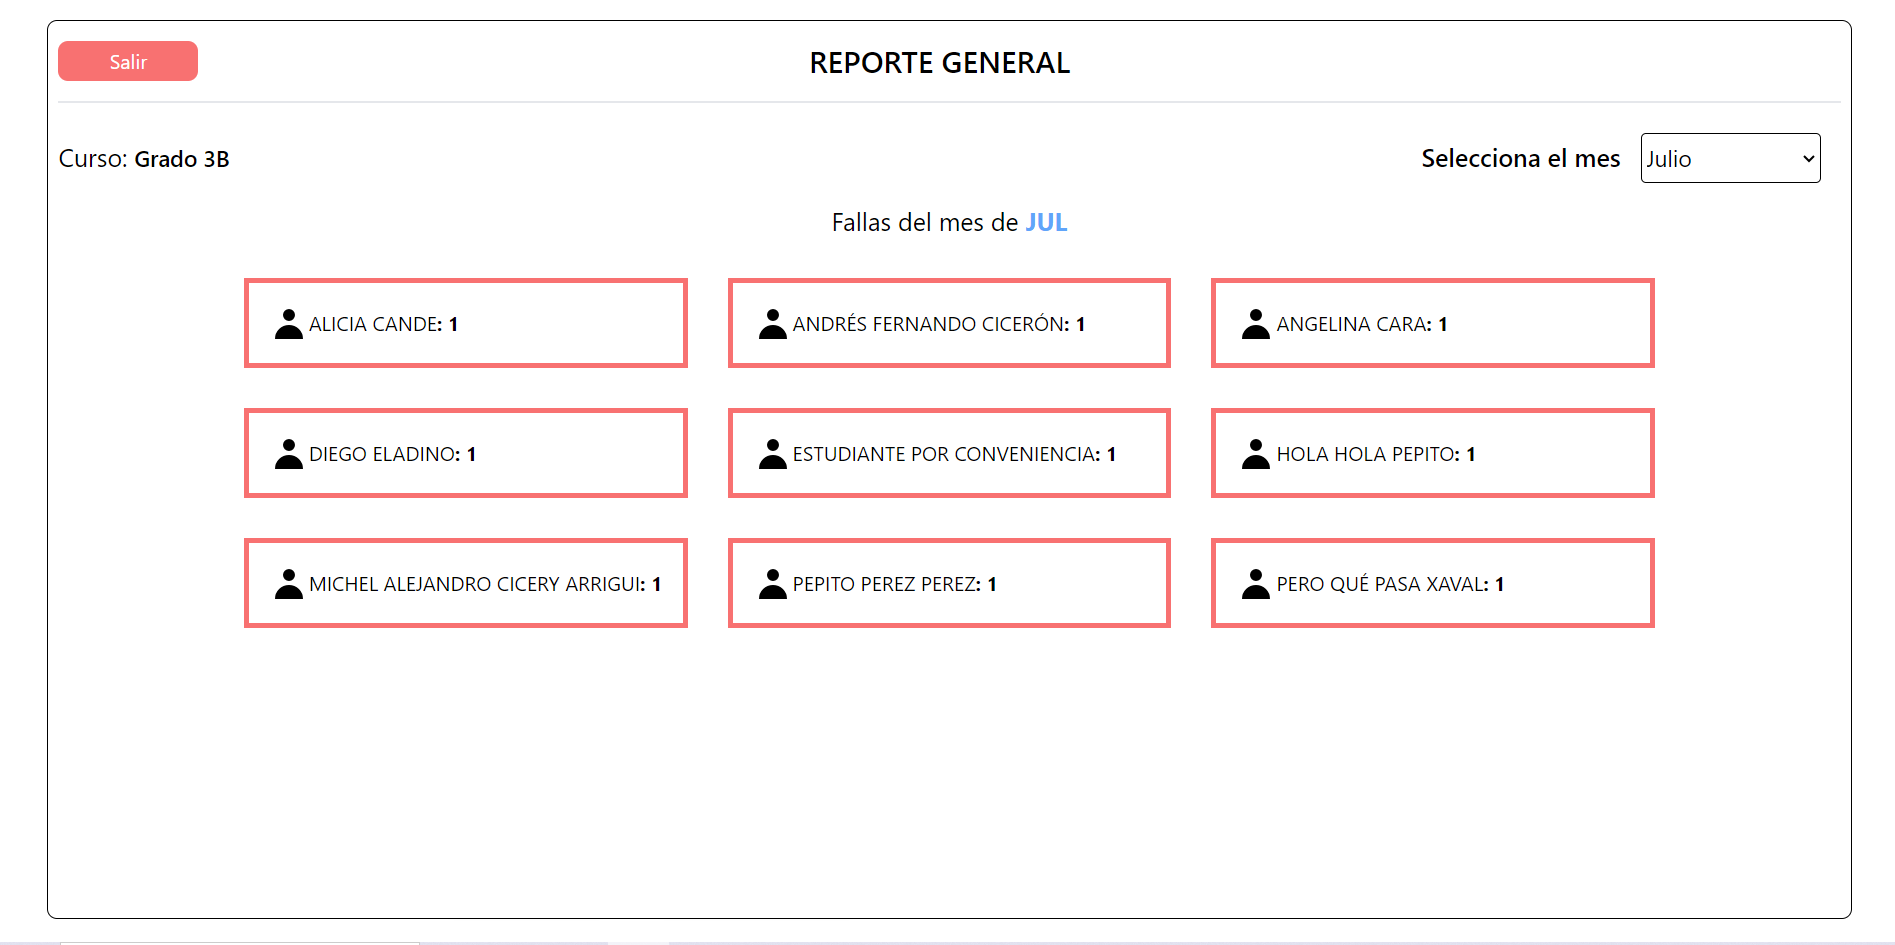 Salir
REPORTE GENERAL
Curso: Grado 3B
Selecciona el mes
Julio
Fallas del mes de JUL
ALICIA CANDE: 1
ANDRÉS FERNANDO CICERÓN: 1
ANGELINA CARA: 1
DIEGO ELADINO: 1
ESTUDIANTE POR CONVENIENCIA: 1
HOLA HOLA PEPITO: 1
MICHEL ALEJANDRO CICERY ARRIGUI: 1
PEPITO PEREZ PEREZ: 1
PERO QUÉ PASA XAVAL: 1